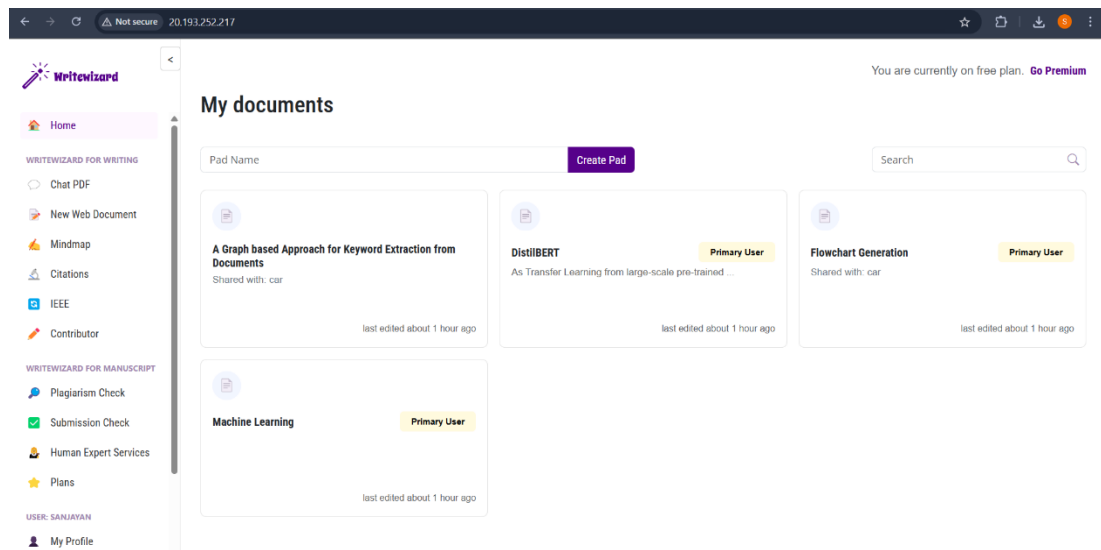 Not secure 20.193.252.217
S
Writewizard
<
You are currently on free plan. Go Premium
My documents
Home
WRITEWIZARD FOR WRITING
Chat PDF
New Web Document
Mindmap
Citations
IEEE
Contributor
WRITEWIZARD FOR MANUSCRIPT
Plagiarism Check
Submission Check
Human Expert Services
Plans
USER: SANJAYAN
My Profile
Pad Name
Create Pad
Search
A Graph based Approach for Keyword Extraction from
Documents
Shared with: car
last edited about 1 hour ago
DistilBERT
Primary User
As Transfer Learning from large-scale pre-trained ...
last edited about 1 hour ago
Flowchart Generation
Primary User
Shared with: car
last edited about 1 hour ago
Machine Learning
Primary User
last edited about 1 hour ago